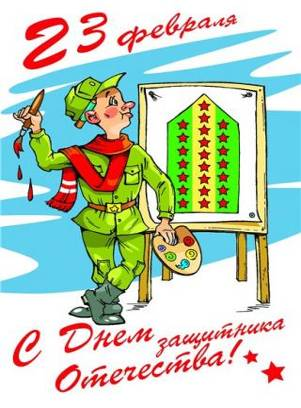 23 февраля
С Днем
защитника
Отечества!